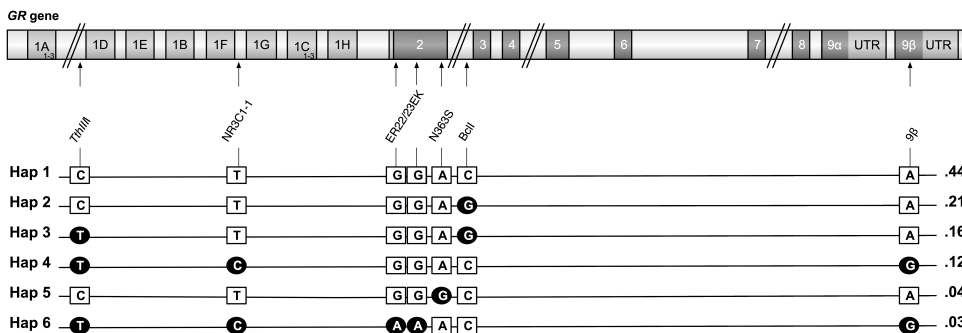 GR gene
1A 1-3 1D 1E 1B 1F 1G 1C 1-3 1H 2 3 4 5 6 7 8 9α UTR 9β UTR
TthIIII NR3C1-1 ER22/23EK N363S BclI 9β
Hap 1 C T G G A C A .44
Hap 2 C T G G A G A .21
Hap 3 T T G G A G A .16
Hap 4 T C G G A C G .12
Hap 5 C T G G G C A .04
Hap 6 T C A A A C G .03